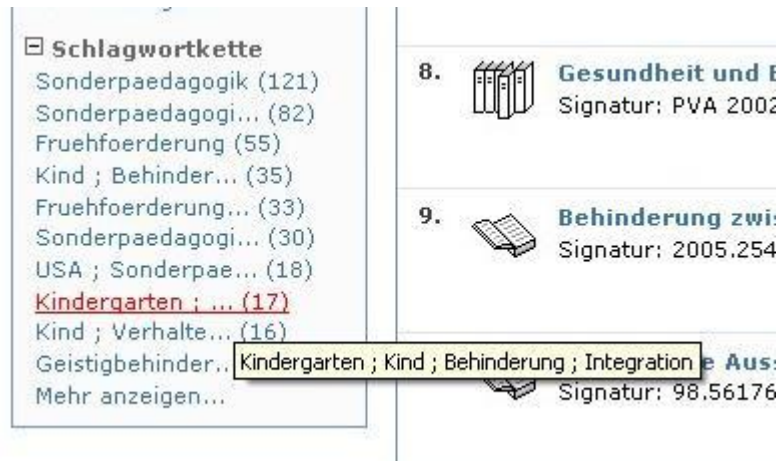 Schlagwortkette
Sonderpaedagogik (121)
Sonderpaedagogi... (82)
Fruehfoerderung (55)
Kind ; Behinder... (35)
Fruehfoerderung... (33)
Sonderpaedagogi... (30)
USA ; Sonderpae... (18)
Kindergarten ; ... (17)
Kind ; Verhalte... (16)
Geistigbehinder..
Kindergarten ; Kind ; Behinderung ; Integration
Mehr anzeigen...
8. Gesundheit und
Signatur: PVA 2002
9. Behinderung zwis
Signatur: 2005.254
e Auss
Signatur: 98.56176